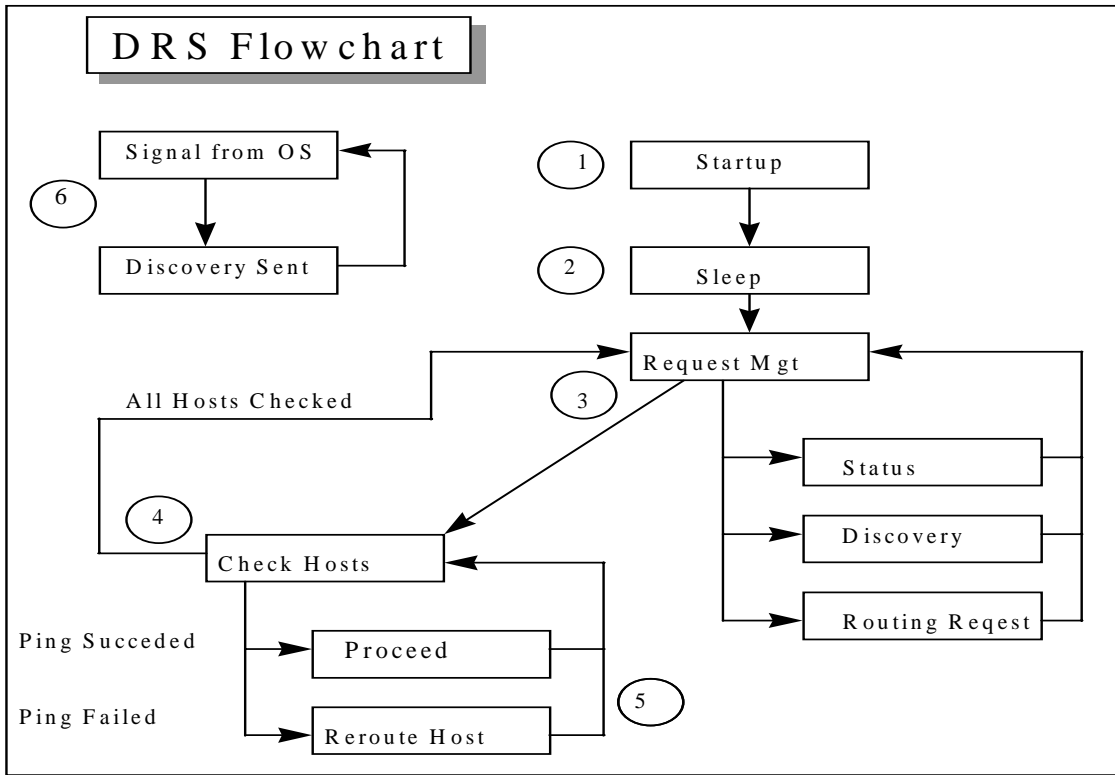 DRS Flowchart
Signal from OS
6
Discovery Sent
1
Startup
2
Sleep
Request Mgt
3
All Hosts Checked
Status
Discovery
Routing Reqest
4
Check Hosts
Ping Succeded
Proceed
5
Ping Failed
Reroute Host